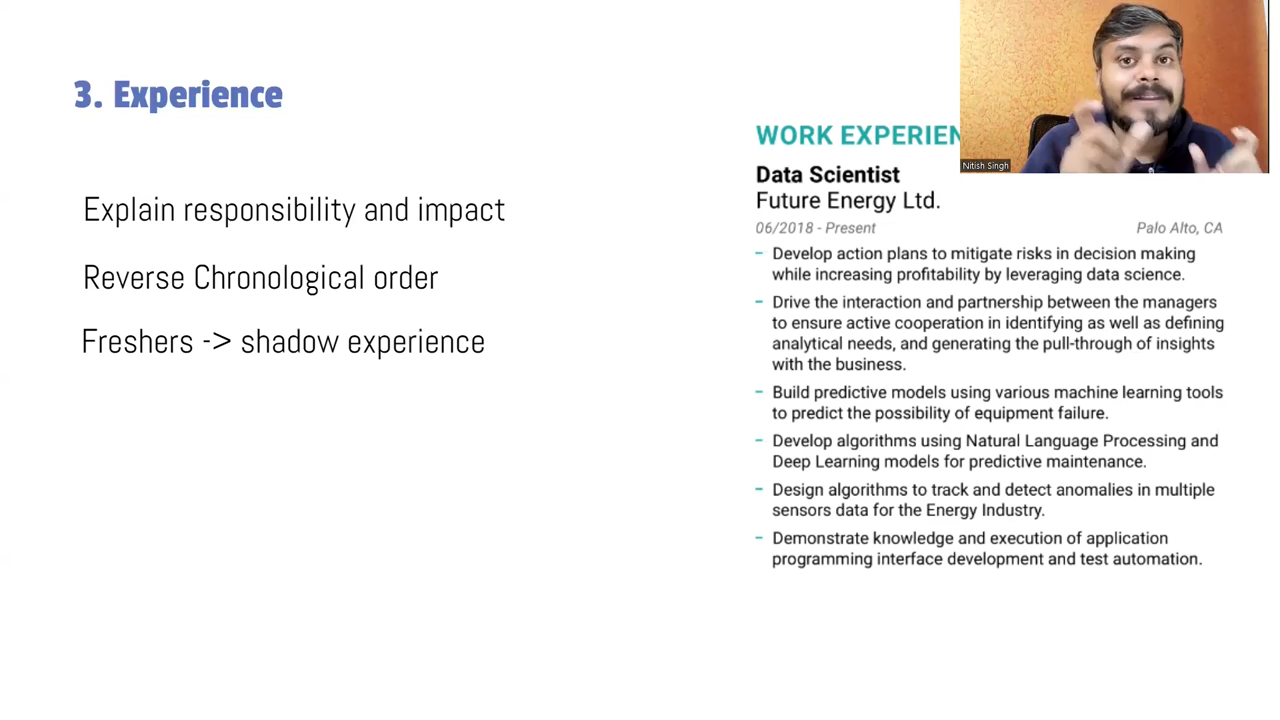 3. Experience
Explain responsibility and impact
Reverse Chronological order
Freshers -> shadow experience
WORK EXPERIEN
Data Scientist
Future Energy Ltd.
06/2018 - Present Palo Alto, CA
- Develop action plans to mitigate risks in decision making
while increasing profitability by leveraging data science.
- Drive the interaction and partnership between the managers
to ensure active cooperation in identifying as well as defining
analytical needs, and generating the pull-through of insights
with the business.
- Build predictive models using various machine learning tools
to predict the possibility of equipment failure.
- Develop algorithms using Natural Language Processing and
Deep Learning models for predictive maintenance.
- Design algorithms to track and detect anomalies in multiple
sensors data for the Energy Industry.
- Demonstrate knowledge and execution of application
programming interface development and test automation.
Nitish Singh